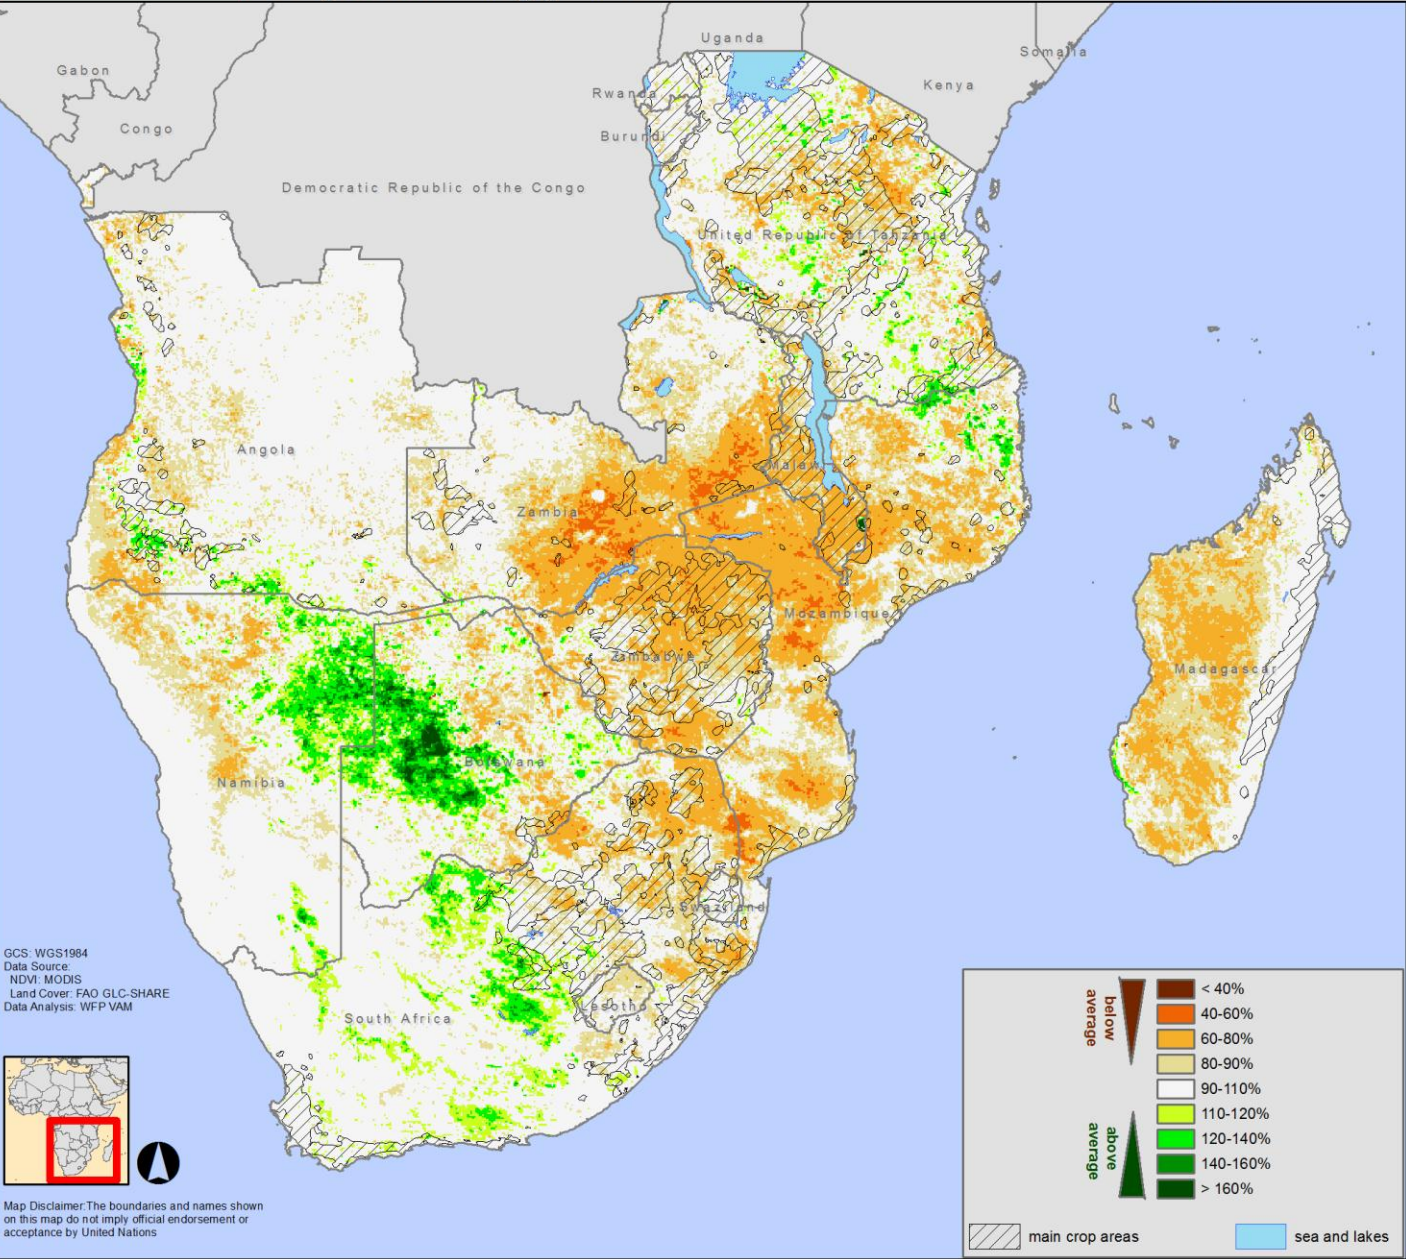 Uganda
Somalia
Gabon
Kenya
Rwanda
Congo
Burundi
Democratic Republic of the Congo
United Republic of Tanzania
Angola
Malawi
Zambia
Mozambique
Zimbabwe
Madagascar
Botswana
Namibia
Swaziland
Lesotho
South Africa
GCS: WGS1984
Data Source:
NDVI: MODIS
Land Cover: FAO GLC-SHARE
Data Analysis: WFP VAM
below
average
< 40%
40-60%
60-80%
80-90%
90-110%
above
average
110-120%
120-140%
140-160%
> 160%
main crop areas
sea and lakes
Map Disclaimer:The boundaries and names shown
on this map do not imply official endorsement or
acceptance by United Nations